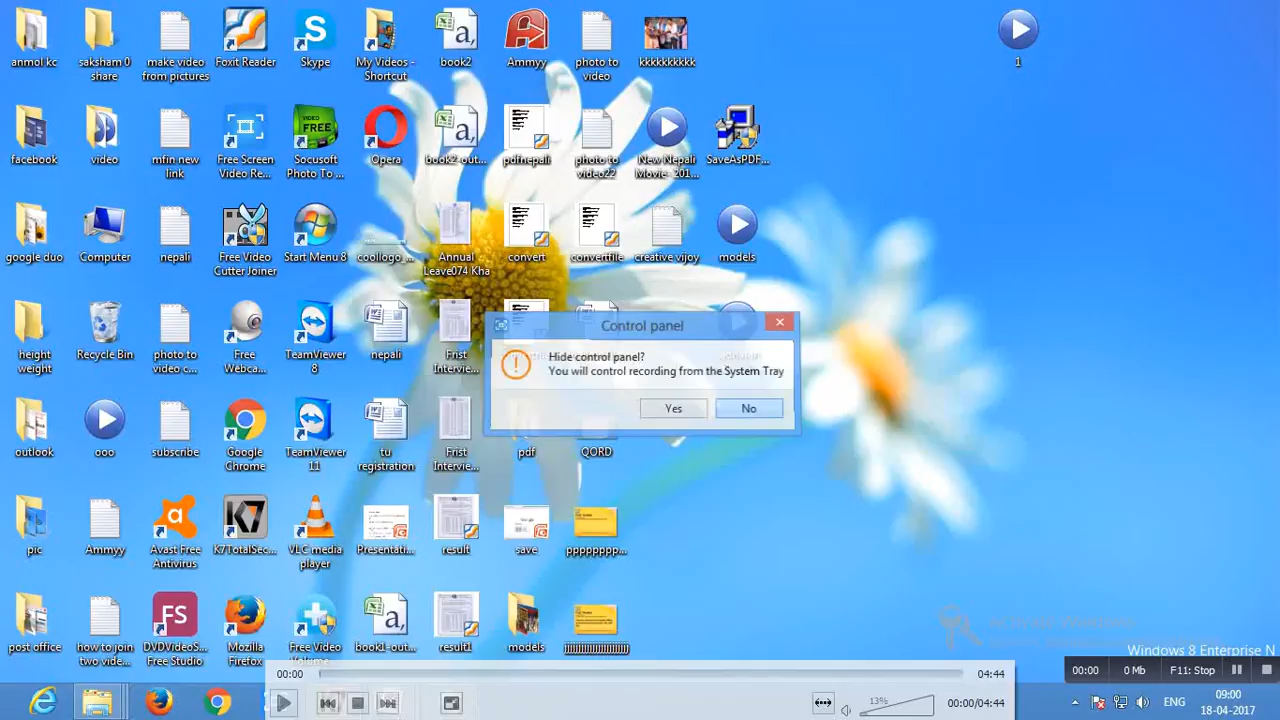 anmol kc
saksham 0
share
make video
from pictures
Foxit Reader
Skype
My Videos -
Shortcut
book2
Ammyy
photo to
video
kkkkkkkkkk
1
facebook
video
mfin new
link
Free Screen
Video Re...
VIDEO
FREE
Socusoft
Photo To ...
Opera
book2-out...
pdfnepali
photo to
video22
New Nepali
Movie- 201...
SaveAsPDF...
google duo
Computer
nepali
Free Video
Cutter Joiner
Start Menu 8
coollogo_...
Annual
Leave074 Kha
convert
convertfile
creative vijoy
models
height
weight
Recycle Bin
photo to
video c...
Free
Webca...
TeamViewer
8
nepali
Frist
Intervie...
Control panel
Hide control panel?
You will control recording from the System Tray
Yes
No
outlook
ooo
subscribe
Google
Chrome
TeamViewer
11
tu
registration
Frist
Intervie...
pdf
QORD
pic
Ammyy
Avast Free
Antivirus
K7
K7TotalSec...
VLC media
player
Presentati...
result
save
ppppppppp...
post office
how to join
two vide...
FS
DVDVideoS...
Free Studio
Mozilla
Firefox
Free Video
Volume
book1-out...
result1
models
Activate Windows
Windows 8 Enterprise N
00:00
04:44
00:00
0 Mb
F11: Stop
13%
00:00/04:44
ENG
09:00
18-04-2017